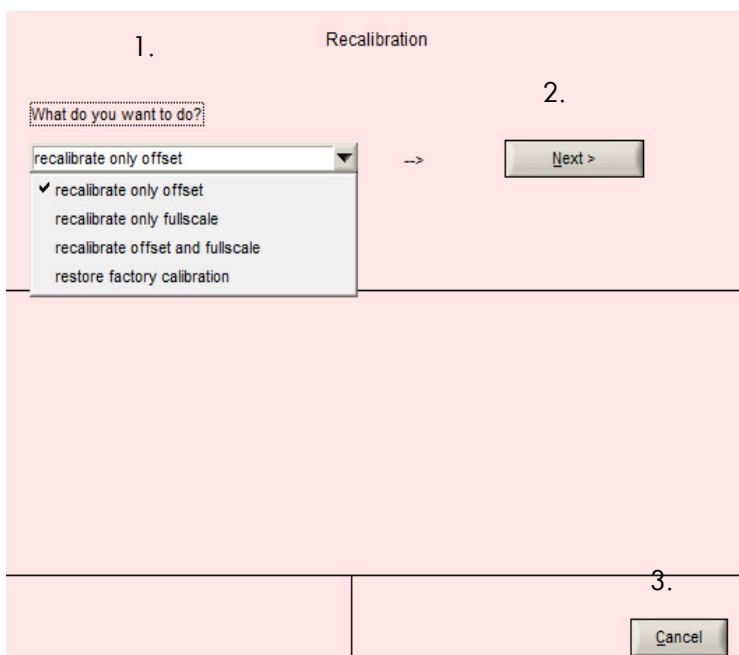 1.
Recalibration
2.
What do you want to do?
recalibrate only offset
-->
Next >
recalibrate only offset
recalibrate only fullscale
recalibrate offset and fullscale
restore factory calibration
3.
Cancel